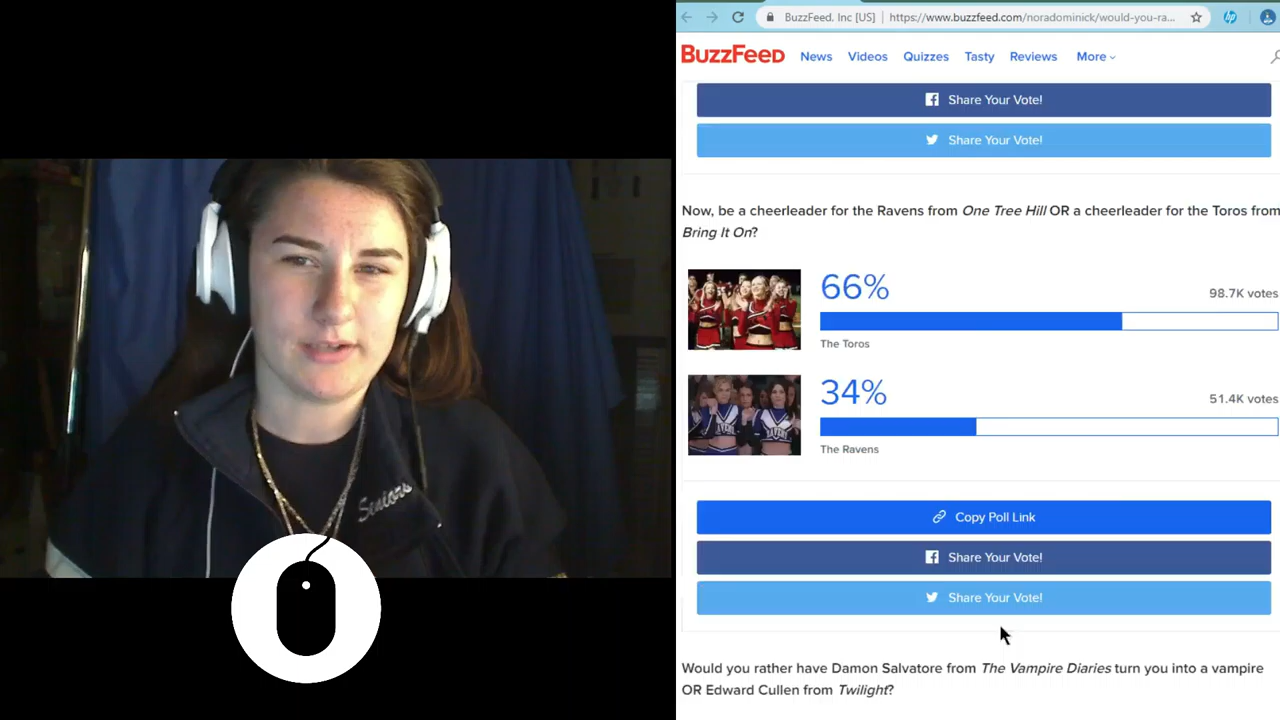 BuzzFeed, Inc [US] https://www.buzzfeed.com/noradominick/would-you-ra...
BuzzFeed News Videos Quizzes Tasty Reviews More
Share Your Vote!
Share Your Vote!
Now, be a cheerleader for the Ravens from One Tree Hill OR a cheerleader for the Toros from
Bring It On?
66%
98.7K votes
The Toros
34%
51.4K votes
The Ravens
Copy Poll Link
Share Your Vote!
Share Your Vote!
Would you rather have Damon Salvatore from The Vampire Diaries turn you into a vampire
OR Edward Cullen from Twilight?
Seniors